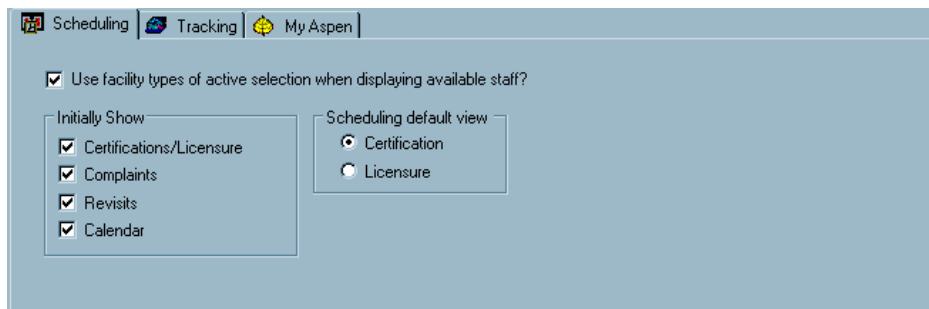 Scheduling Tracking My Aspen
Use facility types of active selection when displaying available staff?
Initially Show
Certifications/Licensure
Complaints
Revisits
Calendar
Scheduling default view
Certification
Licensure